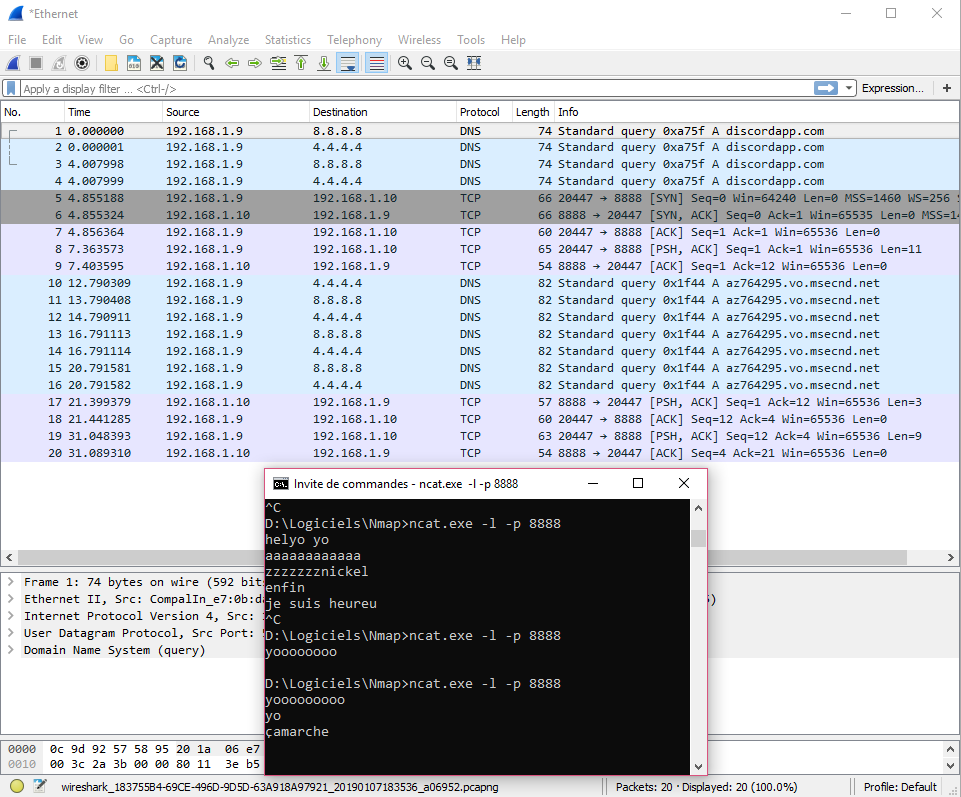 *Ethernet
File Edit View Go Capture Analyze Statistics Telephony Wireless Tools Help
Apply a display filter ... <Ctrl-/> Expression... +
No. Time Source Destination Protocol Length Info
1 0.000000 192.168.1.9 8.8.8.8 DNS 74 Standard query 0xa75f A discordapp.com
2 0.000001 192.168.1.9 4.4.4.4 DNS 74 Standard query 0xa75f A discordapp.com
3 4.007998 192.168.1.9 8.8.8.8 DNS 74 Standard query 0xa75f A discordapp.com
4 4.007999 192.168.1.9 4.4.4.4 DNS 74 Standard query 0xa75f A discordapp.com
5 4.855188 192.168.1.9 192.168.1.10 TCP 66 20447 → 8888 [SYN] Seq=0 Win=64240 Len=0 MSS=1460 WS=256
6 4.855324 192.168.1.10 192.168.1.9 TCP 66 8888 → 20447 [SYN, ACK] Seq=0 Ack=1 Win=65535 Len=0 MSS=14
7 4.856364 192.168.1.9 192.168.1.10 TCP 60 20447 → 8888 [ACK] Seq=1 Ack=1 Win=65536 Len=0
8 7.363573 192.168.1.9 192.168.1.10 TCP 65 20447 → 8888 [PSH, ACK] Seq=1 Ack=1 Win=65536 Len=11
9 7.403595 192.168.1.10 192.168.1.9 TCP 54 8888 → 20447 [ACK] Seq=1 Ack=12 Win=65536 Len=0
10 12.790309 192.168.1.9 4.4.4.4 DNS 82 Standard query 0x1f44 A az764295.vo.msecnd.net
11 13.790408 192.168.1.9 8.8.8.8 DNS 82 Standard query 0x1f44 A az764295.vo.msecnd.net
12 14.790911 192.168.1.9 4.4.4.4 DNS 82 Standard query 0x1f44 A az764295.vo.msecnd.net
13 16.791113 192.168.1.9 8.8.8.8 DNS 82 Standard query 0x1f44 A az764295.vo.msecnd.net
14 16.791114 192.168.1.9 4.4.4.4 DNS 82 Standard query 0x1f44 A az764295.vo.msecnd.net
15 20.791581 192.168.1.9 8.8.8.8 DNS 82 Standard query 0x1f44 A az764295.vo.msecnd.net
16 20.791582 192.168.1.9 4.4.4.4 DNS 82 Standard query 0x1f44 A az764295.vo.msecnd.net
17 21.399379 192.168.1.10 192.168.1.9 TCP 57 8888 → 20447 [PSH, ACK] Seq=1 Ack=12 Win=65536 Len=3
18 21.441285 192.168.1.9 192.168.1.10 TCP 60 20447 → 8888 [ACK] Seq=12 Ack=4 Win=65536 Len=0
19 31.048393 192.168.1.9 192.168.1.10 TCP 63 20447 → 8888 [PSH, ACK] Seq=12 Ack=4 Win=65536 Len=9
20 31.089310 192.168.1.10 192.168.1.9 TCP 54 8888 → 20447 [ACK] Seq=4 Ack=21 Win=65536 Len=0
Invite de commandes - ncat.exe -l -p 8888
^C
D:\Logiciels\Nmap>ncat.exe -l -p 8888
helyo yo
aaaaaaaaaaaa
zzzzzzznickel
enfin
je suis heureu
^C
D:\Logiciels\Nmap>ncat.exe -l -p 8888
yoooooooo
D:\Logiciels\Nmap>ncat.exe -l -p 8888
yooooooooo
yo
çamarche
Frame 1: 74 bytes on wire (592 bits
Ethernet II, Src: CompalIn_e7:0b:da
Internet Protocol Version 4, Src:
User Datagram Protocol, Src Port:
Domain Name System (query)
0000 0c 9d 92 57 58 95 20 1a 06 e7
0010 00 3c 2a 3b 00 00 80 11 3e b5
wireshark_183755B4-69CE-496D-9D5D-63A918A97921_20190107183536_a06952.pcapng Packets: 20 · Displayed: 20 (100.0%) Profile: Default